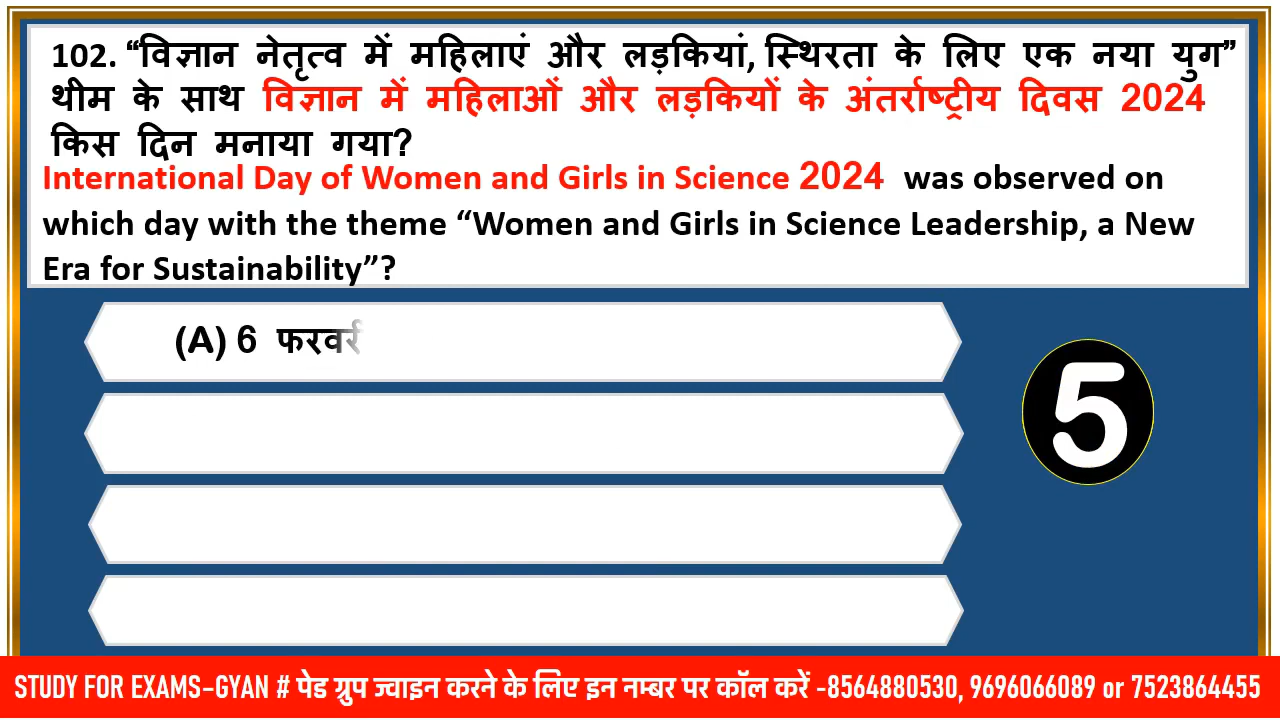 102. “विज्ञान नेतृत्व में महिलाएं और लड़कियां, स्थिरता के लिए एक नया युग”
थीम के साथ विज्ञान में महिलाओं और लड़कियों के अंतर्राष्ट्रीय दिवस 2024
किस दिन मनाया गया?
International Day of Women and Girls in Science 2024 was observed on
which day with the theme “Women and Girls in Science Leadership, a New
Era for Sustainability”?
(A) 6
5
STUDY FOR EXAMS-GYAN # पेड ग्रुप ज्वाइन करने के लिए इन नम्बर पर कॉल करें -8564880530, 9696066089 or 7523864455